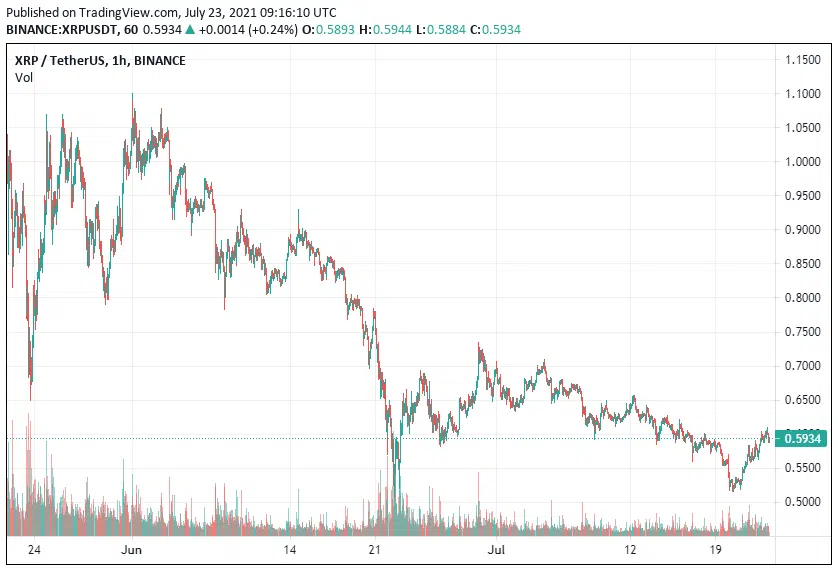 Published on TradingView.com, July 23, 2021 09:16:10 UTC
BINANCE:XRPUSDT, 60 0.5934 ▲ +0.0014 (+0.24%) O:0.5893 H:0.5944 L:0.5884 C:0.5934
XRP / TetherUS, 1h, BINANCE
Vol
1.1500
1.1000
1.0500
1.0000
0.9500
0.9000
0.8500
0.8000
0.7500
0.7000
0.6500
0.5934
0.5500
0.5000
24 Jun 14 21 Jul 12 19